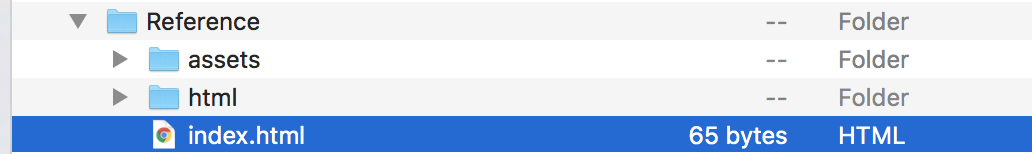 Reference -- Folder
assets -- Folder
html -- Folder
index.html 65 bytes HTML